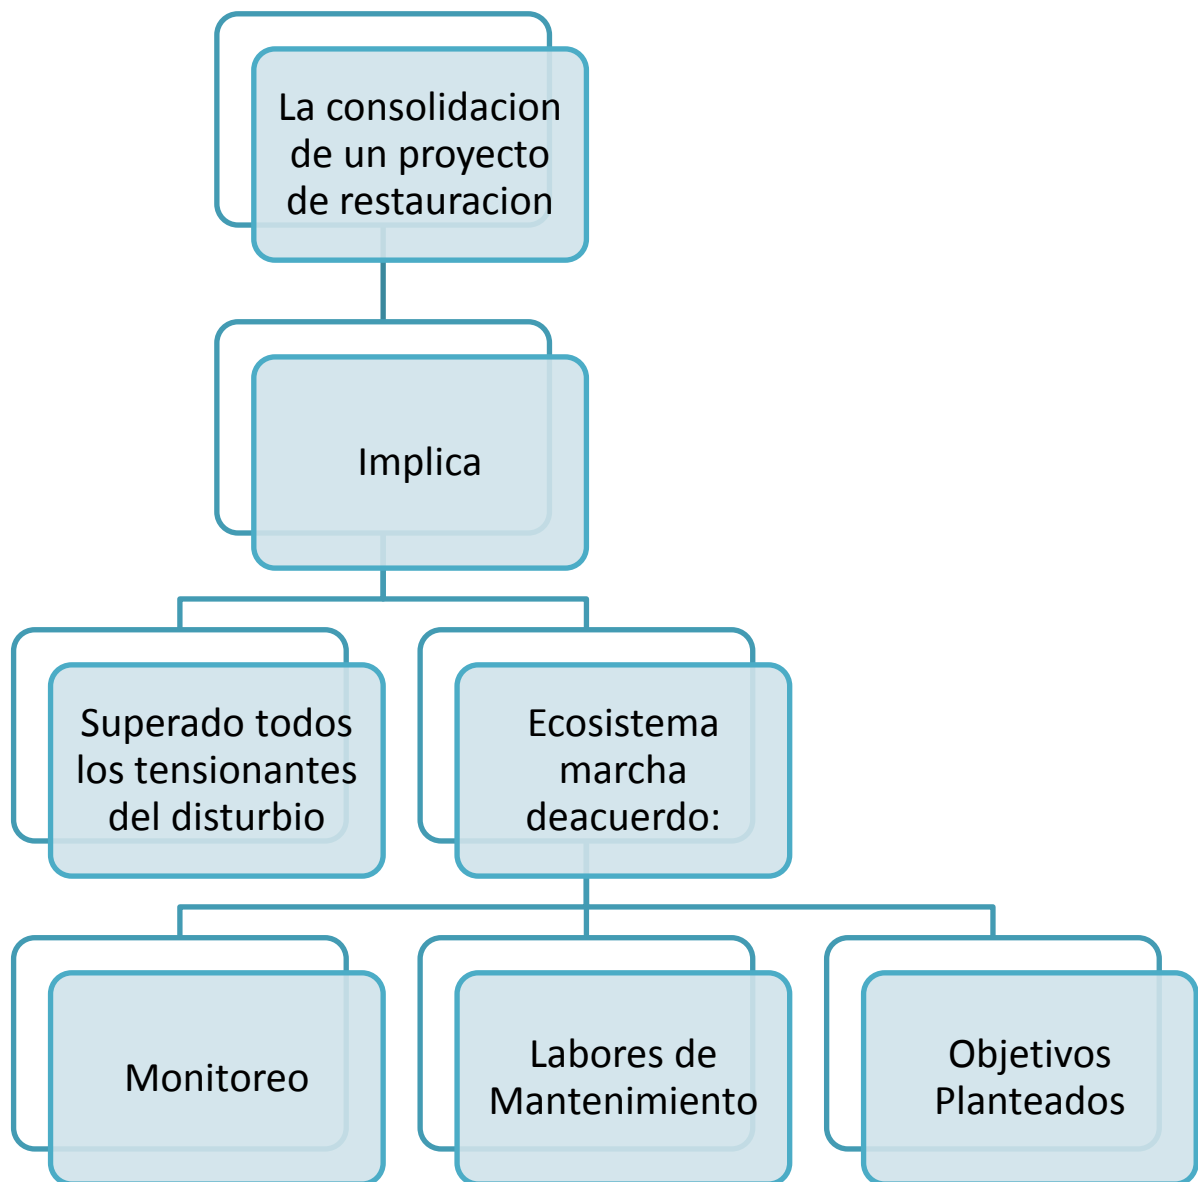 La consolidacion
de un proyecto
de restauracion
Implica
Superado todos
los tensionantes
del disturbio
Ecosistema
marcha
deacuerdo:
Monitoreo
Labores de
Mantenimiento
Objetivos
Planteados